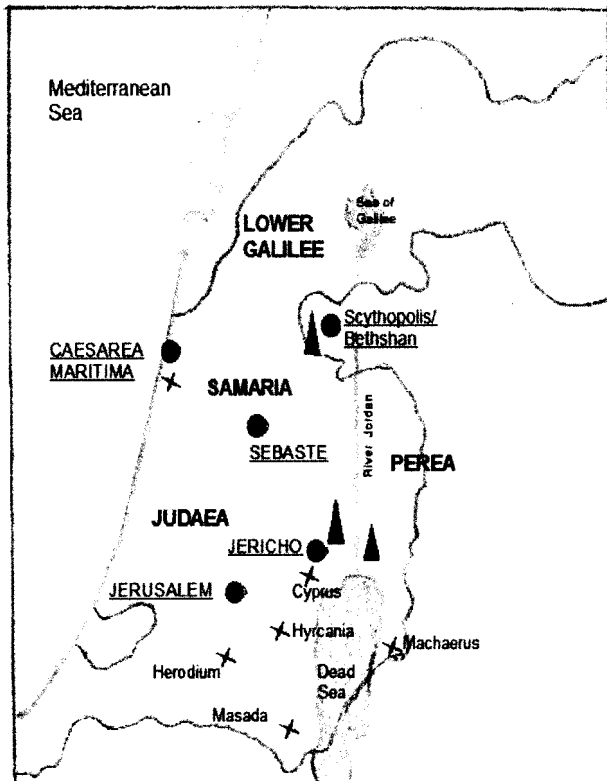 Mediterranean
Sea
Sea of
Galilee
LOWER
GALILEE
Scythopolis/
Bethshan
CAESAREA
MARITIMA
SAMARIA
SEBASTE
River Jordan
PEREA
JUDAEA
JERICHO
JERUSALEM
Cyprus
Hyrcania
Machaerus
Herodium
Dead
Sea
Masada